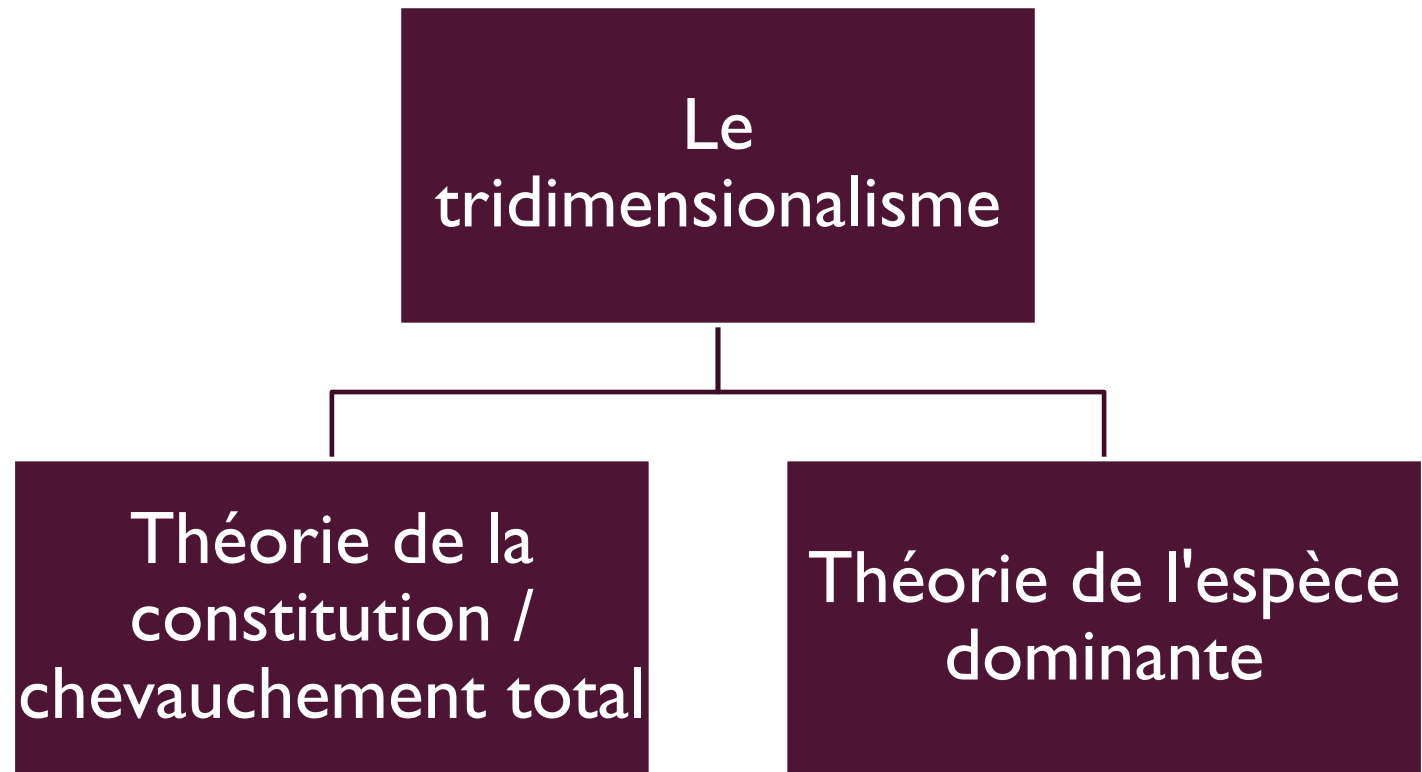 Le
tridimensionalisme
Théorie de la
constitution /
chevauchement total
Théorie de l'espèce
dominante